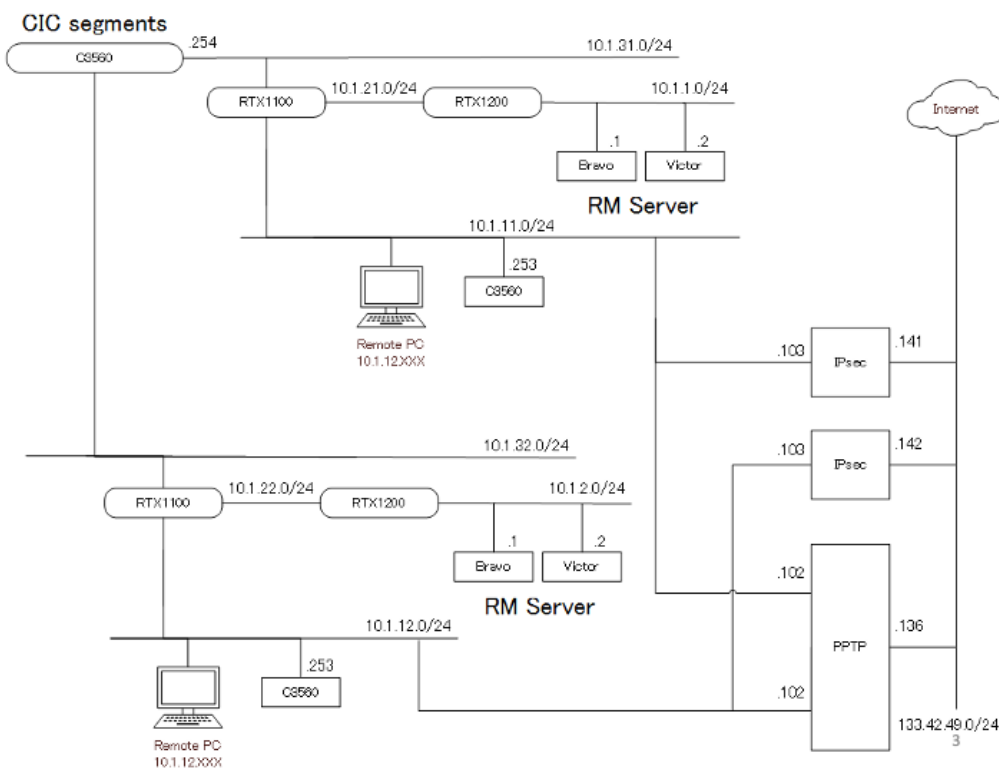 CIC segments
C3560
.254
10.1.31.0/24
RTX1100
10.1.21.0/24
RTX1200
10.1.1.0/24
Internet
.1
.2
Bravo
Victor
RM Server
10.1.11.0/24
.253
C3560
Remote PC
10.1.12.XXX
.103
IPsec
.141
.103
IPsec
.142
10.1.32.0/24
RTX1100
10.1.22.0/24
RTX1200
10.1.2.0/24
.1
.2
Bravo
Victor
RM Server
.102
10.1.12.0/24
PPTP
.136
.253
C3560
.102
Remote PC
10.1.12.XXX
133.42.49.0/24
3